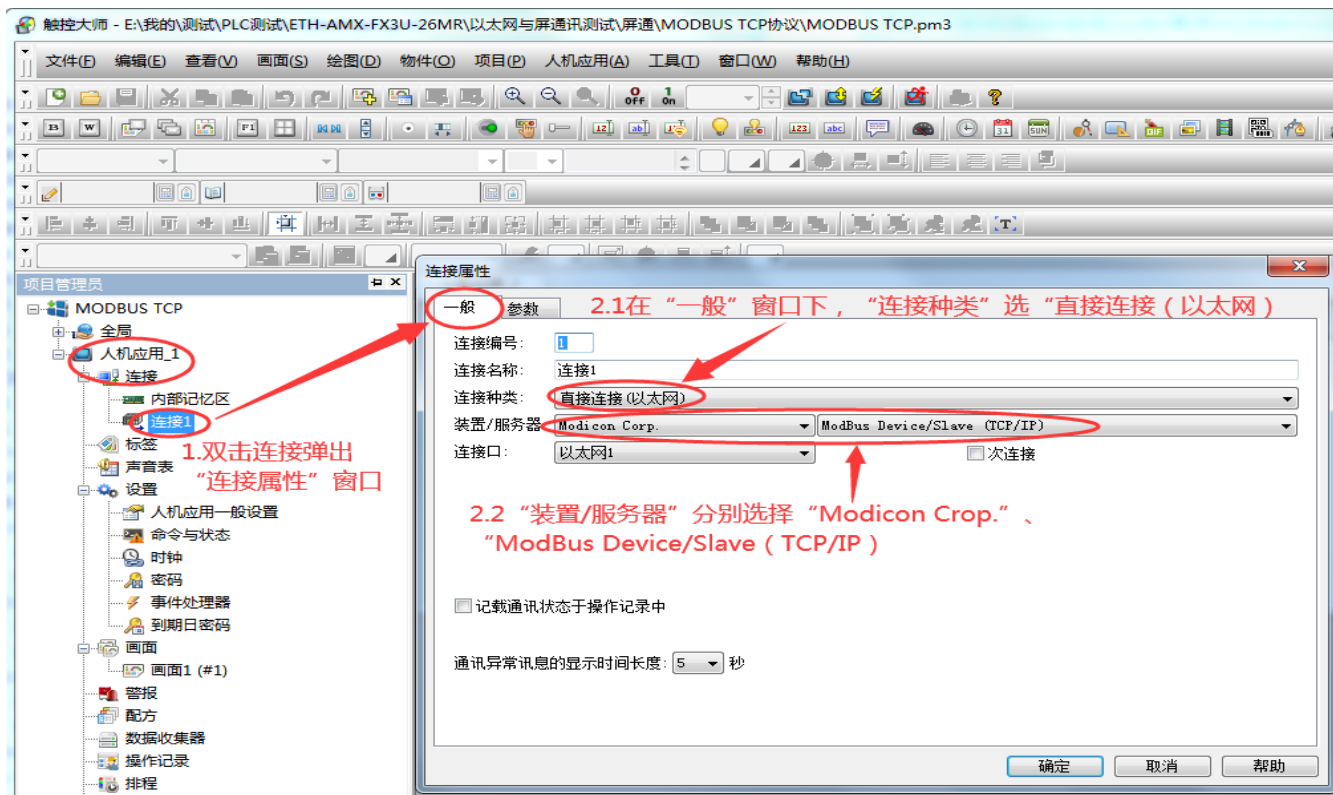 触控大师 - E:\我的\测试\PLC测试\ETH-AMX-FX3U-26MR\以太网与屏通讯测试\屏通\MODBUS TCP协议\MODBUS TCP.pm3
文件(F) 编辑(E) 查看(V) 画面(S) 绘图(D) 物件(O) 项目(P) 人机应用(A) 工具(T) 窗口(W) 帮助(H)
项目管理员
MODBUS TCP
全局
人机应用_1
连接
内部记忆区
连接1
标签
声音表
设置
人机应用一般设置
命令与状态
时钟
密码
事件处理器
到期日密码
画面
画面1 (#1)
警报
配方
数据收集器
操作记录
排程
1.双击连接弹出
“连接属性”窗口
连接属性
一般 参数
2.1在“一般”窗口下，“连接种类”选“直接连接（以太网）
连接编号: 1
连接名称: 连接1
连接种类: 直接连接(以太网)
装置/服务器 Modicon Corp. ModBus Device/Slave (TCP/IP)
连接口: 以太网1 次连接
2.2“装置/服务器”分别选择“Modicon Crop.”、
“ModBus Device/Slave（TCP/IP）
记载通讯状态于操作记录中
通讯异常讯息的显示时间长度: 5 秒
确定 取消 帮助